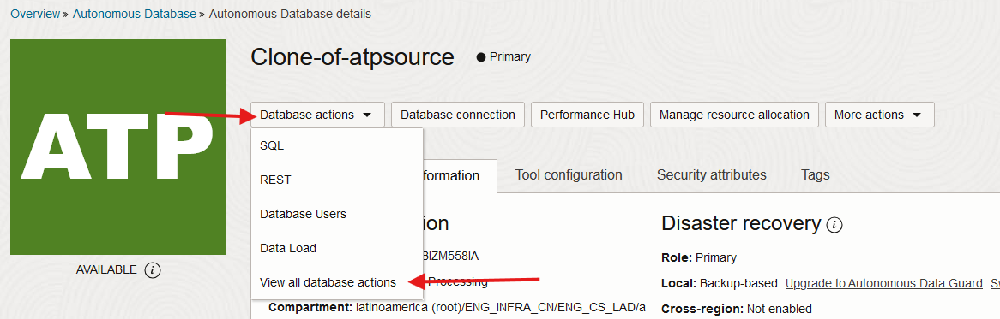 Overview » Autonomous Database » Autonomous Database details
ATP
AVAILABLE
Clone-of-atpsource
Primary
Database actions
Database connection
Performance Hub
Manage resource allocation
More actions
SQL
REST
Database Users
Data Load
View all database actions
formation
Tool configuration
Security attributes
Tags
ion
BIZM558IA
Processing
Compartment: latinoamerica (root)/ENG_INFRA_CN/ENG_CS_LAD/a
Disaster recovery
Role: Primary
Local: Backup-based Upgrade to Autonomous Data Guard
Cross-region: Not enabled